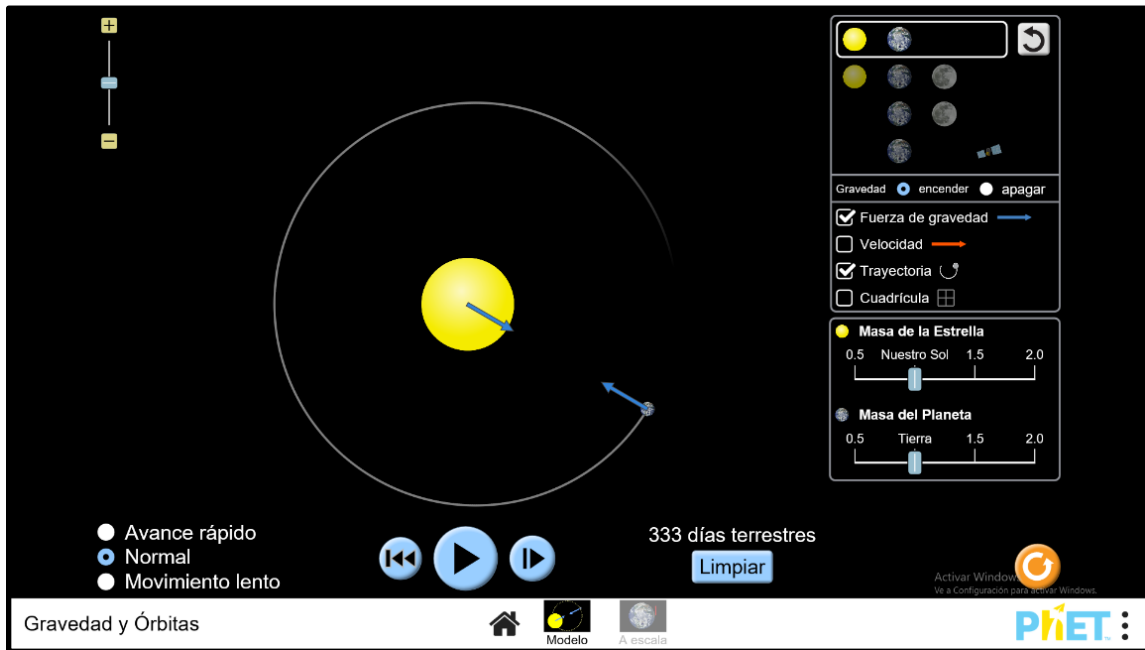 +
−
Gravedad encender apagar
Fuerza de gravedad
Velocidad
Trayectoria
Cuadrícula
Masa de la Estrella
0.5 Nuestro Sol 1.5 2.0
Masa del Planeta
0.5 Tierra 1.5 2.0
Avance rápido
Normal
Movimiento lento
333 días terrestres
Limpiar
Activar Window
Ve a Configuración para activar Windows.
Gravedad y Órbitas
Modelo
A escala
PhET